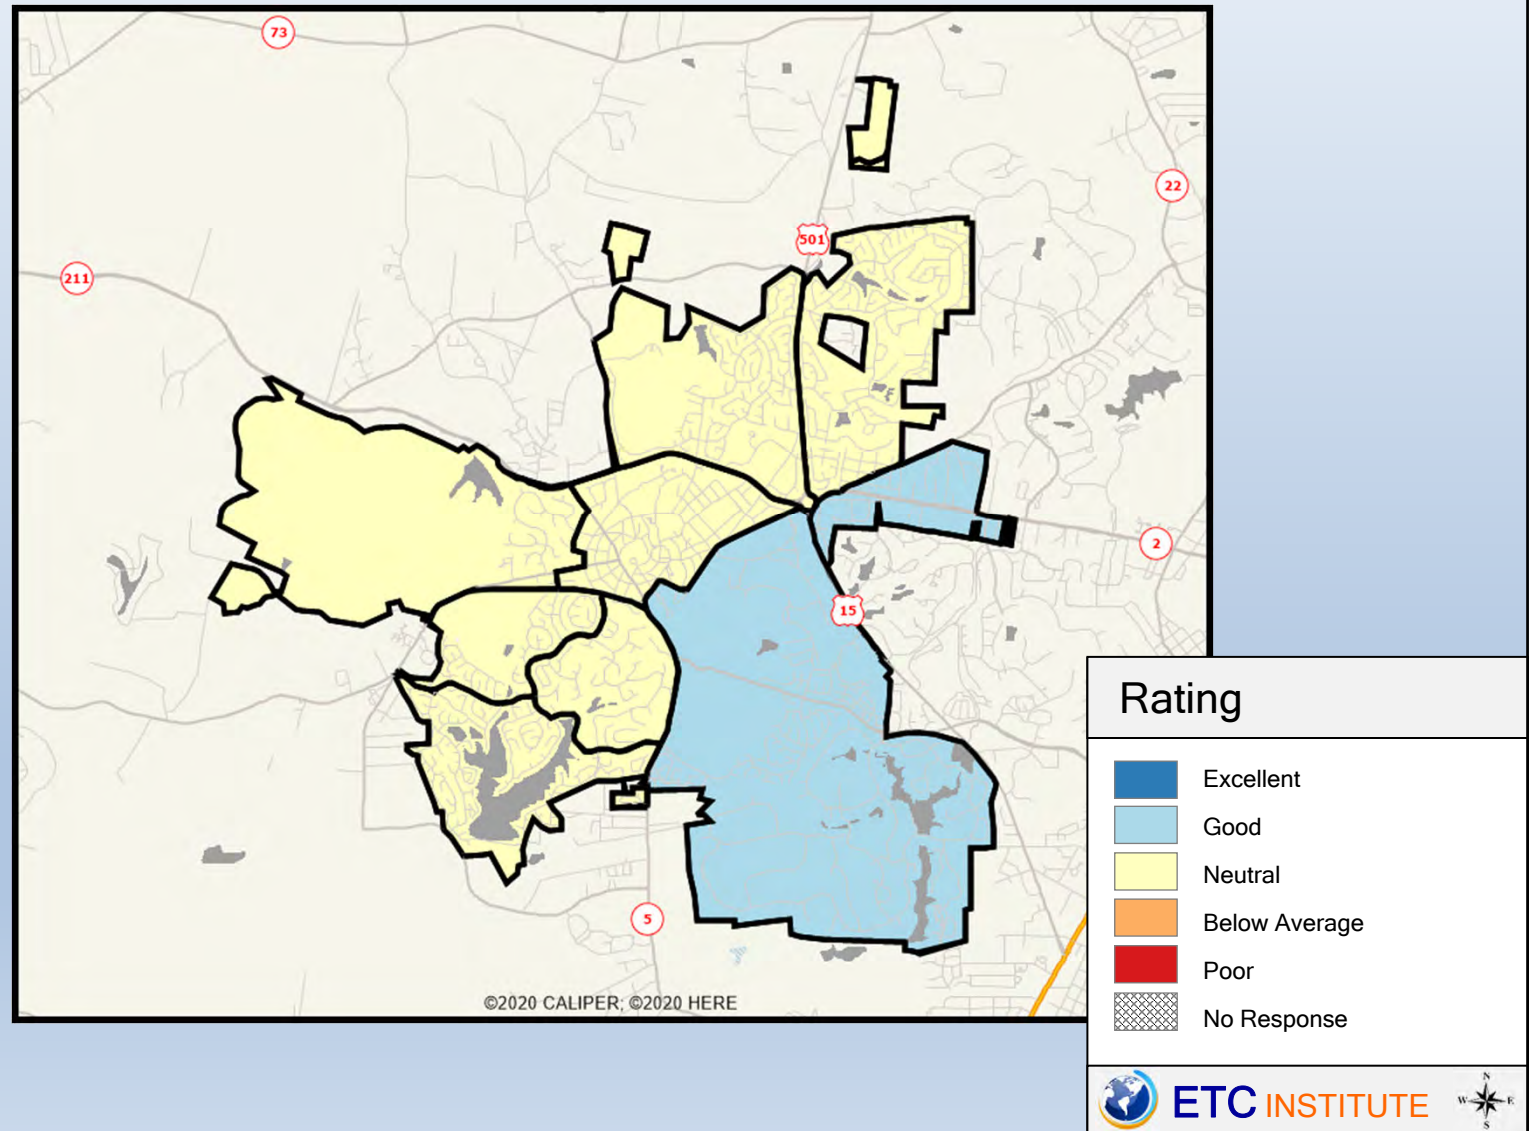 73
22
501
211
2
15
5
©2020 CALIPER; ©2020 HERE
Rating
Excellent
Good
Neutral
Below Average
Poor
No Response
ETC INSTITUTE
N
W E
S